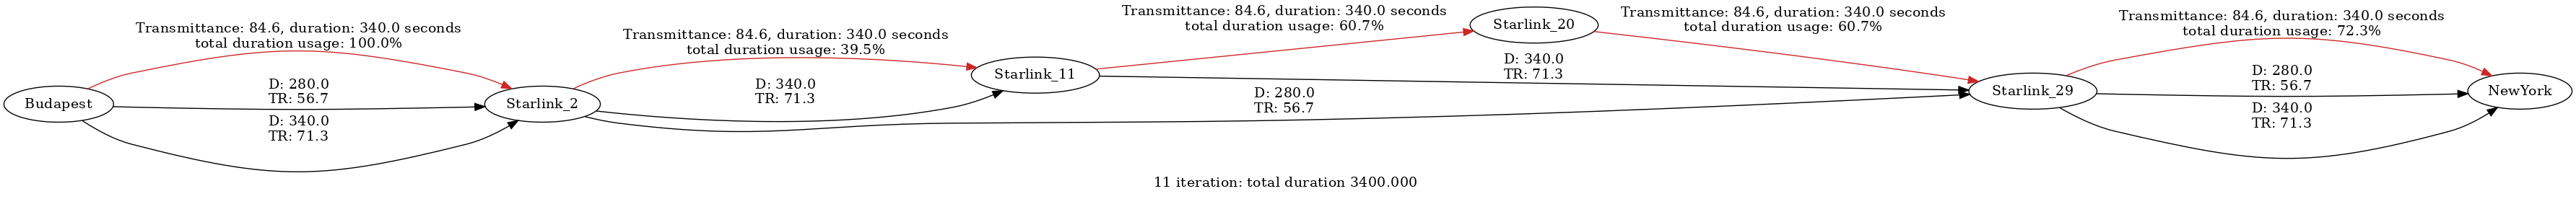 Transmittance: 84.6, duration: 340.0 seconds
total duration usage: 100.0%
Transmittance: 84.6, duration: 340.0 seconds
total duration usage: 39.5%
Transmittance: 84.6, duration: 340.0 seconds
total duration usage: 60.7%
Transmittance: 84.6, duration: 340.0 seconds
total duration usage: 60.7%
Transmittance: 84.6, duration: 340.0 seconds
total duration usage: 72.3%
Budapest
D: 280.0
TR: 56.7
D: 340.0
TR: 71.3
Starlink_2
D: 340.0
TR: 71.3
Starlink_11
Starlink_20
D: 340.0
TR: 71.3
D: 280.0
TR: 56.7
Starlink_29
D: 280.0
TR: 56.7
D: 340.0
TR: 71.3
NewYork
11 iteration: total duration 3400.000